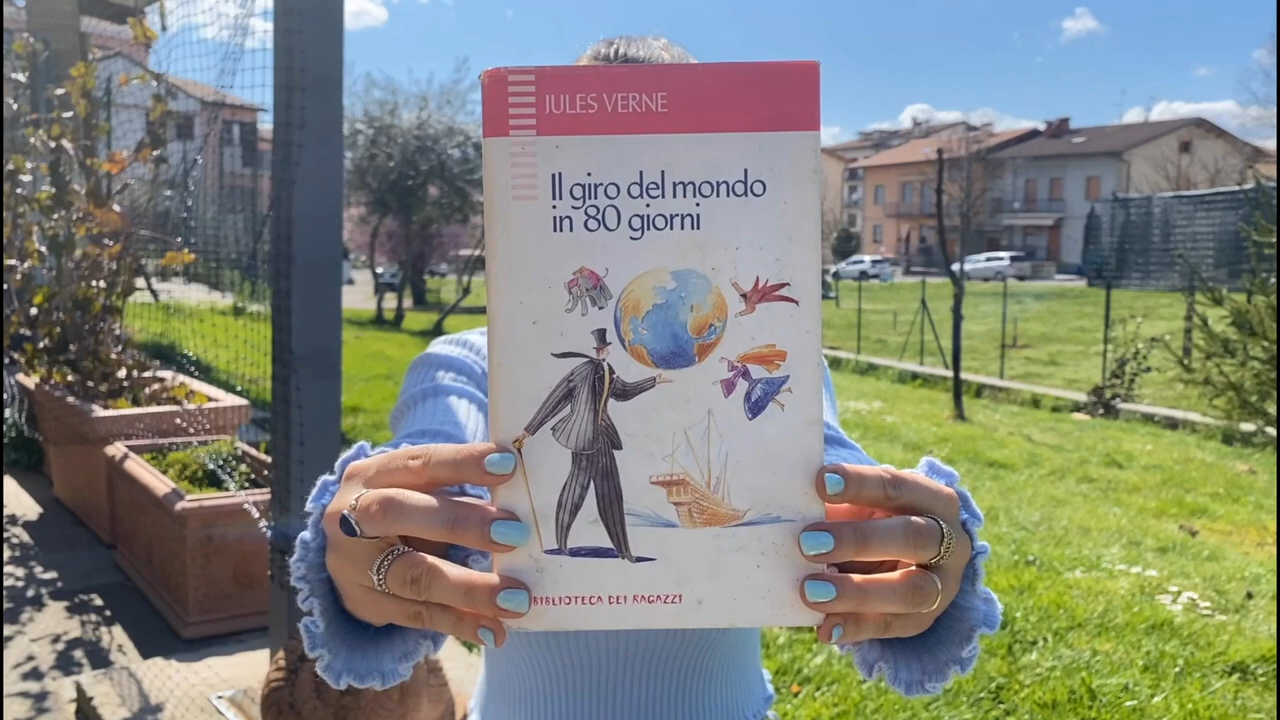 JULES VERNE
Il giro del mondo
in 80 giorni
BIBLIOTECA DEI RAGAZZI